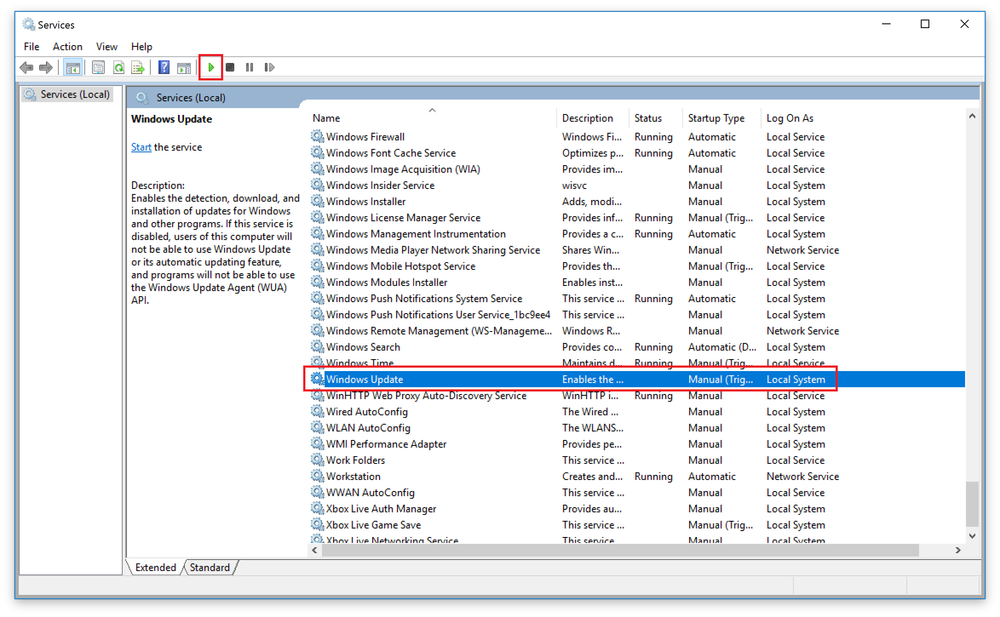 Services
File Action View Help
Services (Local)
Services (Local)
Windows Update
Start the service
Description:
Enables the detection, download, and
installation of updates for Windows
and other programs. If this service is
disabled, users of this computer will
not be able to use Windows Update
or its automatic updating feature,
and programs will not be able to use
the Windows Update Agent (WUA)
API.
Name Description Status Startup Type Log On As
Windows Firewall Windows Fi... Running Automatic Local Service
Windows Font Cache Service Optimizes p... Running Automatic Local Service
Windows Image Acquisition (WIA) Provides im... Manual Local Service
Windows Insider Service wisvc Manual Local System
Windows Installer Adds, modi... Manual Local System
Windows License Manager Service Provides inf... Running Manual (Trig... Local Service
Windows Management Instrumentation Provides a c... Running Automatic Local System
Windows Media Player Network Sharing Service Shares Win... Manual Network Service
Windows Mobile Hotspot Service Provides th... Manual (Trig... Local Service
Windows Modules Installer Enables inst... Manual Local System
Windows Push Notifications System Service This service ... Running Automatic Local System
Windows Push Notifications User Service_1bc9ee4 This service ... Manual Local System
Windows Remote Management (WS-Manageme... Windows R... Manual Network Service
Windows Search Provides co... Running Automatic (D... Local System
Windows Time Maintains d... Running Manual (Trig... Local Service
Windows Update Enables the ... Manual (Trig... Local System
WinHTTP Web Proxy Auto-Discovery Service WinHTTP i... Running Manual Local Service
Wired AutoConfig The Wired ... Manual Local System
WLAN AutoConfig The WLANS... Manual Local System
WMI Performance Adapter Provides pe... Manual Local System
Work Folders This service ... Manual Local Service
Workstation Creates and... Running Automatic Network Service
WWAN AutoConfig This service ... Manual Local Service
Xbox Live Auth Manager Provides au... Manual Local System
Xbox Live Game Save This service ... Manual (Trig... Local System
Xbox Live Networking Service This service Manual Local System
Extended Standard